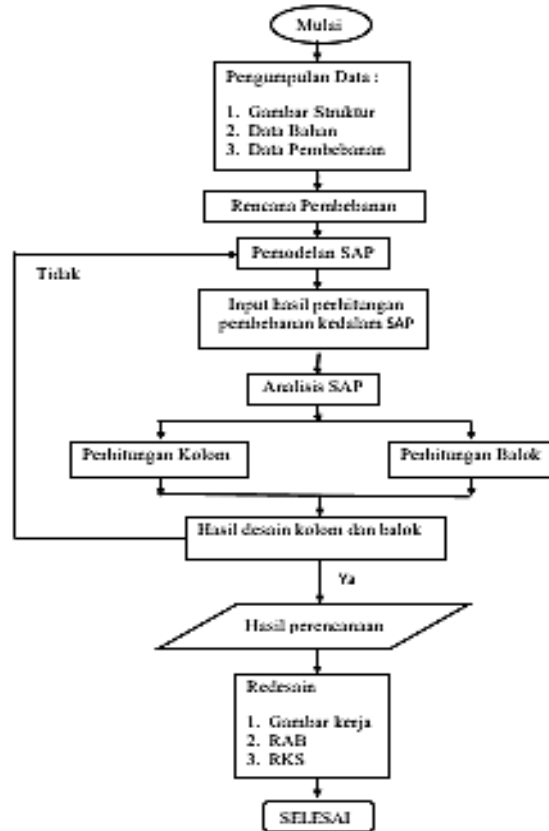 Mulai
Pengumpulan Data :
1. Gambar Struktur
2. Data Bahan
3. Data Pembebanan
Rencana Pembebanan
Pemodelan SAP
Tidak
Input hasil perhitungan
pembebanan kedalam SAP
Analisis SAP
Perhitungan Kolom
Perhitungan Balok
Hasil desain kolom dan balok
Ya
Hasil perencanaan
Redesain
1. Gambar kerja
2. RAB
3. RKS
SELESAI